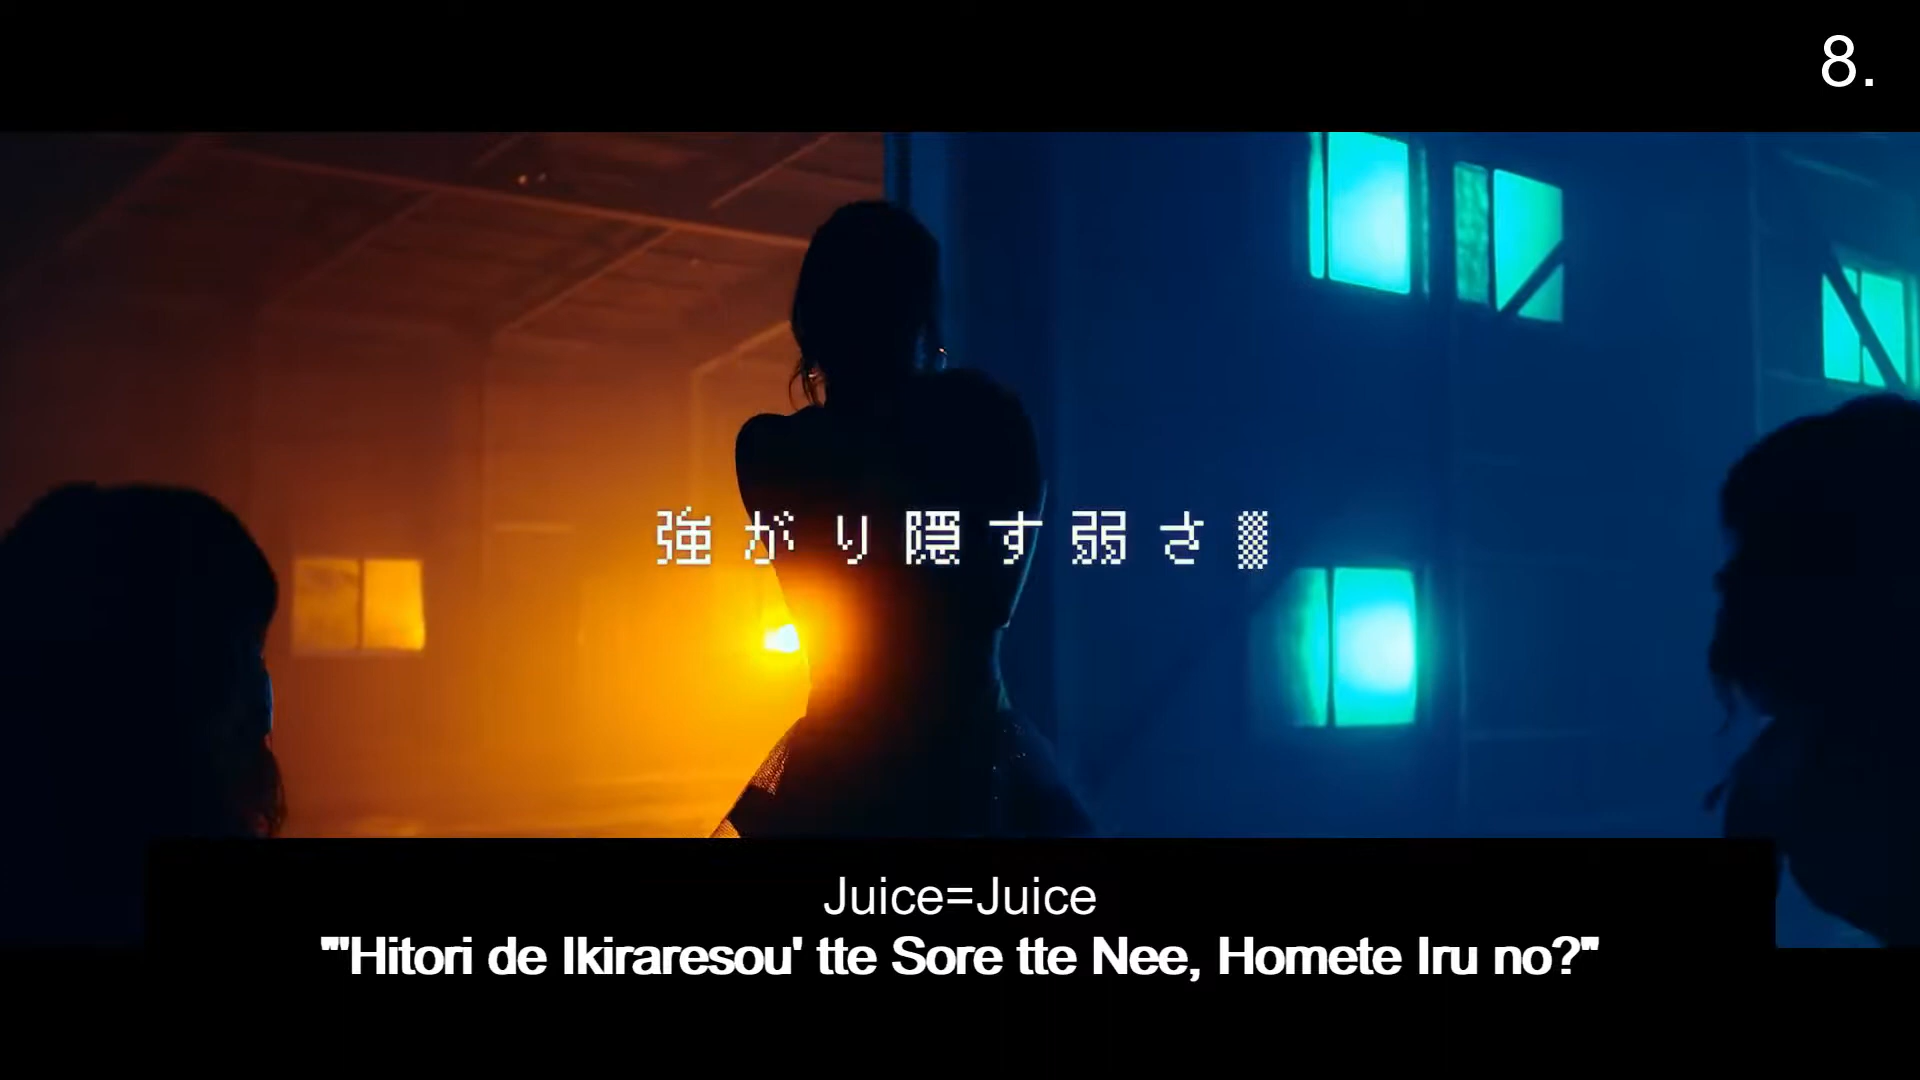 8.
強がり隠す弱さ
Juice=Juice
"'Hitori de Ikiraresou' tte Sore tte Nee, Homete Iru no?"